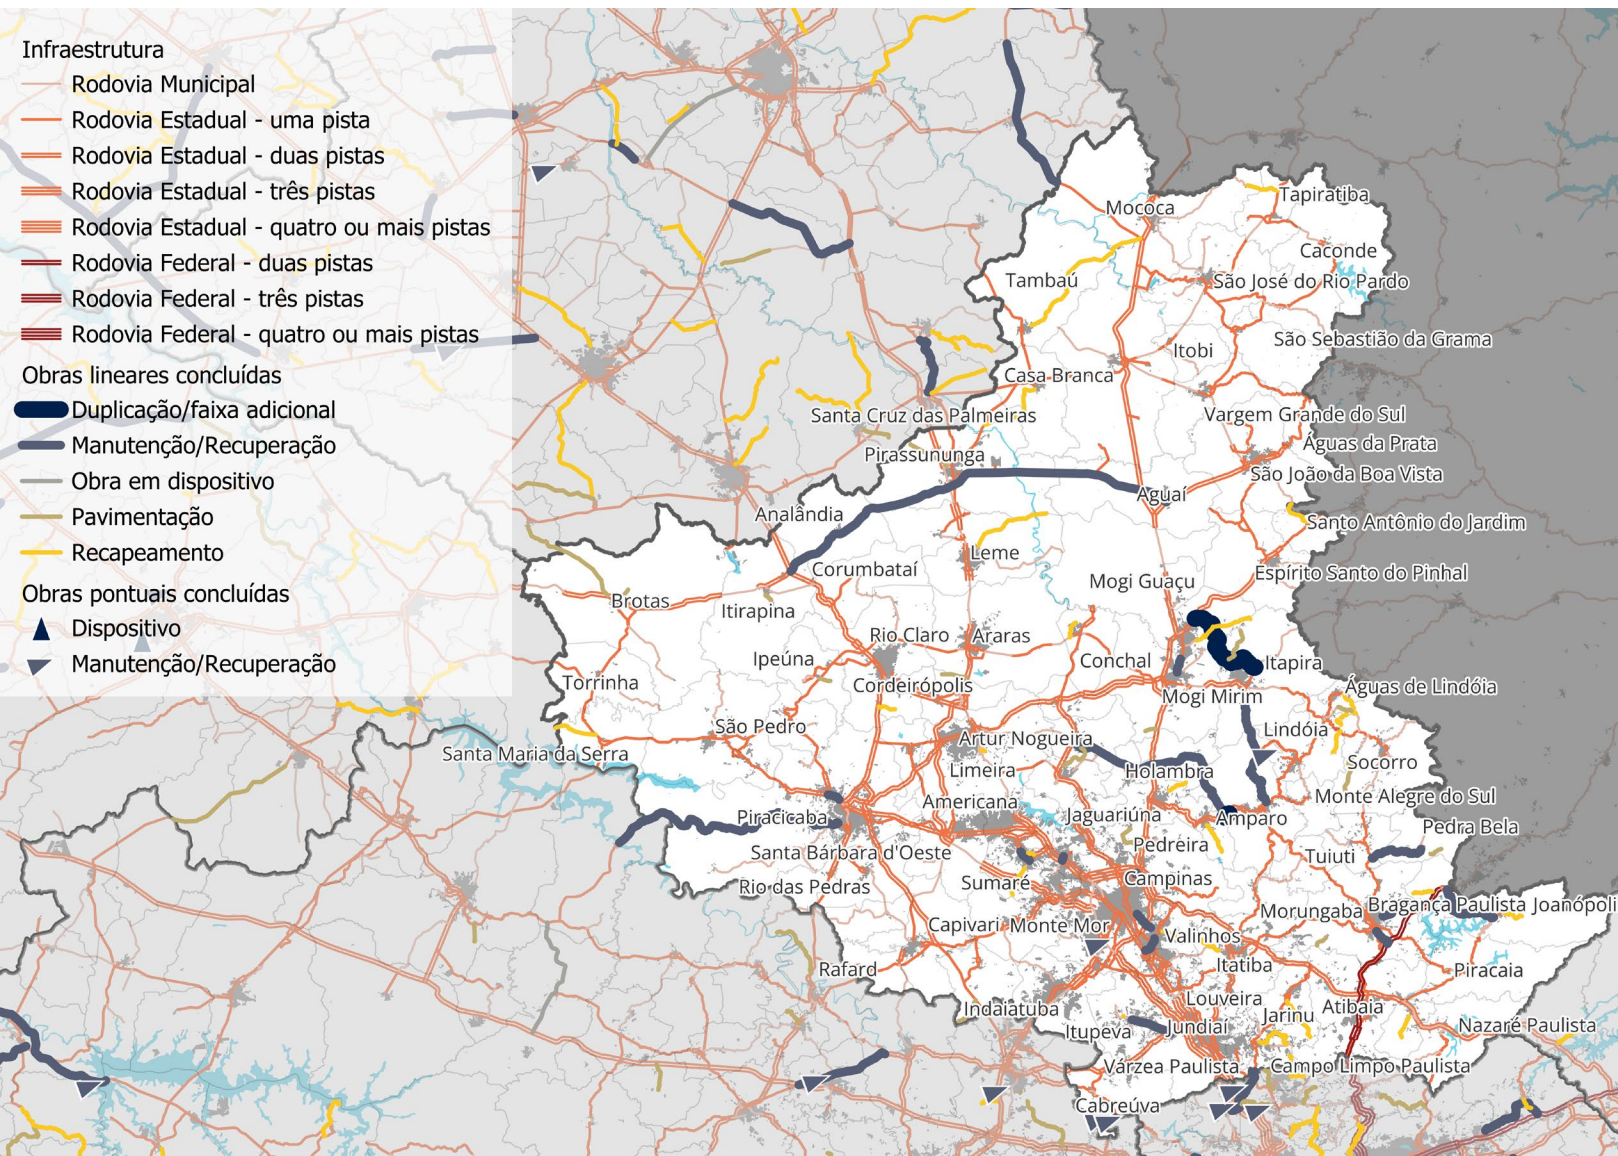 Infraestrutura
Rodovia Municipal
Rodovia Estadual - uma pista
Rodovia Estadual - duas pistas
Rodovia Estadual - três pistas
Rodovia Estadual - quatro ou mais pistas
Rodovia Federal - duas pistas
Rodovia Federal - três pistas
Rodovia Federal - quatro ou mais pistas
Obras lineares concluídas
Duplicação/faixa adicional
Manutenção/Recuperação
Obra em dispositivo
Pavimentação
Recapeamento
Obras pontuais concluídas
Dispositivo
Manutenção/Recuperação
Tapiratiba
Mococa
Caconde
Tambaú
São José do Rio Pardo
São Sebastião da Grama
Itobi
Casa Branca
Santa Cruz das Palmeiras
Vargem Grande do Sul
Águas da Prata
Pirassununga
São João da Boa Vista
Aguaí
Analândia
Santo Antônio do Jardim
Leme
Corumbataí
Espírito Santo do Pinhal
Mogi Guaçu
Brotas
Itirapina
Rio Claro
Araras
Ipeúna
Conchal
Itapira
Torrinha
Cordeirópolis
Águas de Lindóia
Mogi Mirim
São Pedro
Lindóia
Artur Nogueira
Santa Maria da Serra
Socorro
Limeira
Holambra
Monte Alegre do Sul
Americana
Piracicaba
Jaguariúna
Amparo
Pedra Bela
Pedreira
Santa Bárbara d'Oeste
Tuiuti
Sumaré
Campinas
Rio das Pedras
Morungaba
Bragança Paulista
Joanópoli
Capivari
Monte Mor
Valinhos
Itatiba
Rafard
Piracaia
Louveira
Indaiatuba
Jarinu
Atibaia
Itupeva
Jundiaí
Nazaré Paulista
Várzea Paulista
Campo Limpo Paulista
Cabreúva